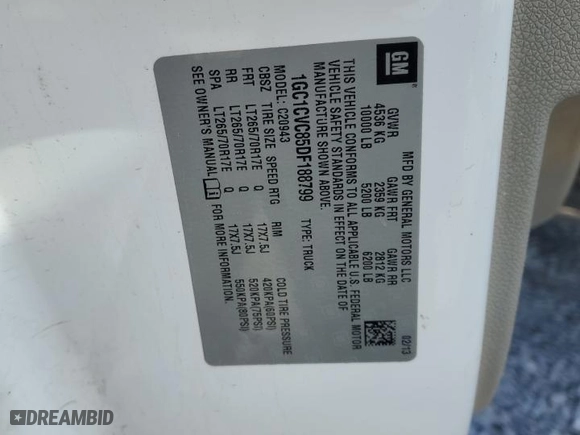 GM
MFD BY GENERAL MOTORS LLC
02/13
GVWR GAWR FRT GAWR RR
4536 KG 2359 KG 2812 KG
10000 LB 5200 LB 6200 LB
THIS VEHICLE CONFORMS TO ALL APPLICABLE U.S. FEDERAL MOTOR
VEHICLE SAFETY STANDARDS IN EFFECT ON THE DATE OF
MANUFACTURE SHOWN ABOVE.
1GC1CVC85DF188799 TYPE: TRUCK
MODEL: C20943
CBSZ TIRE SIZE SPEED RTG RIM COLD TIRE PRESSURE
FRT LT265/70R17E Q 17X7.5J 420KPA(60PSI)
RR LT265/70R17E Q 17X7.5J 520KPA(75PSI)
SPA LT265/70R17E Q 17X7.5J 550KPA(80PSI)
SEE OWNER'S MANUAL FOR MORE INFORMATION.
DREAMBID